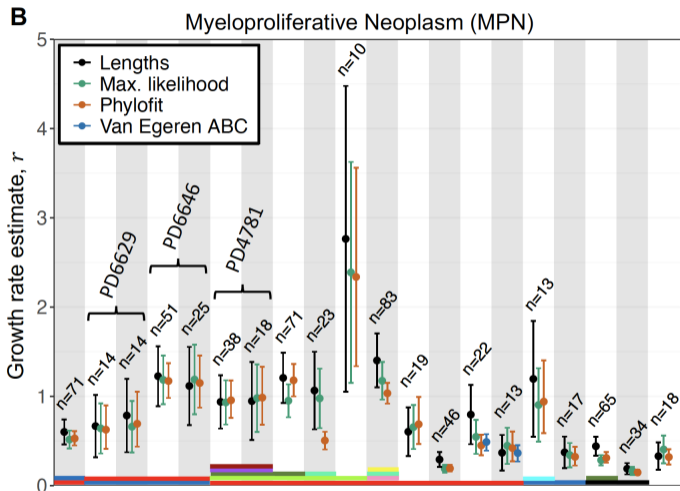 B
Myeloproliferative Neoplasm (MPN)
Growth rate estimate, r
5
4
3
2
1
0
Lengths
Max. likelihood
Phylofit
Van Egeren ABC
PD6629
PD6646
PD4781
n=71
n=14
n=14
n=51
n=25
n=38
n=18
n=71
n=23
n=10
n=83
n=19
n=46
n=22
n=13
n=13
n=17
n=65
n=34
n=18